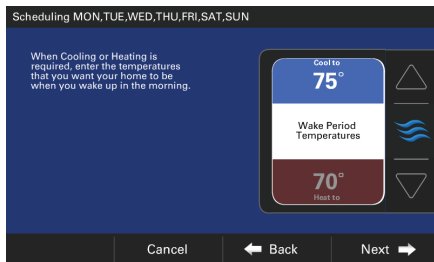 Scheduling MON,TUE,WED,THU,FRI,SAT,SUN
When Cooling or Heating is
required, enter the temperatures
that you want your home to be
when you wake up in the morning.
Cool to
75°
Wake Period
Temperatures
70°
Heat to
Cancel
Back
Next